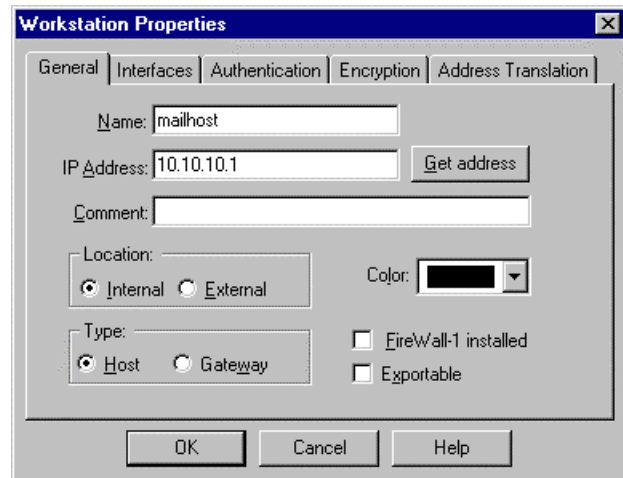 Workstation Properties
General Interfaces Authentication Encryption Address Translation
Name: mailhost
IP Address: 10.10.10.1 Get address
Comment:
Location:
Internal External
Color:
Type:
Host Gateway
FireWall-1 installed
Exportable
OK Cancel Help